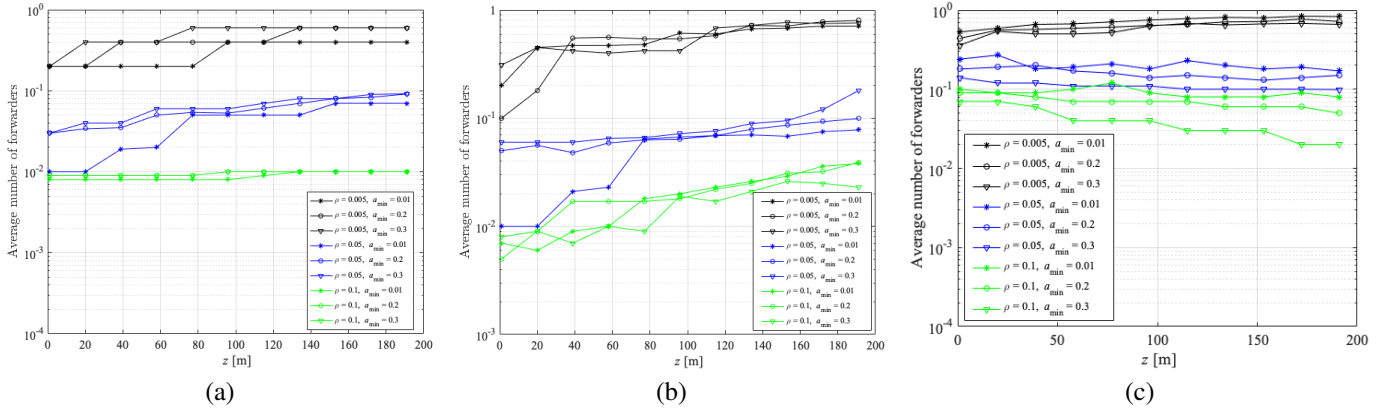 Average number of forwarders
10^0
10^-1
10^-2
10^-3
10^-4
0 20 40 60 80 100 120 140 160 180 200
z [m]
ρ = 0.005, a_min = 0.01
ρ = 0.005, a_min = 0.2
ρ = 0.005, a_min = 0.3
ρ = 0.05, a_min = 0.01
ρ = 0.05, a_min = 0.2
ρ = 0.05, a_min = 0.3
ρ = 0.1, a_min = 0.01
ρ = 0.1, a_min = 0.2
ρ = 0.1, a_min = 0.3
(a)
Average number of forwarders
1
10^-1
10^-2
10^-3
0 20 40 60 80 100 120 140 160 180 200
z [m]
ρ = 0.005, a_min = 0.01
ρ = 0.005, a_min = 0.2
ρ = 0.005, a_min = 0.3
ρ = 0.05, a_min = 0.01
ρ = 0.05, a_min = 0.2
ρ = 0.05, a_min = 0.3
ρ = 0.1, a_min = 0.01
ρ = 0.1, a_min = 0.2
ρ = 0.1, a_min = 0.3
(b)
Average number of forwarders
10^0
10^-1
10^-2
10^-3
10^-4
0 50 100 150 200
z [m]
ρ = 0.005, a_min = 0.01
ρ = 0.005, a_min = 0.2
ρ = 0.005, a_min = 0.3
ρ = 0.05, a_min = 0.01
ρ = 0.05, a_min = 0.2
ρ = 0.05, a_min = 0.3
ρ = 0.1, a_min = 0.01
ρ = 0.1, a_min = 0.2
ρ = 0.1, a_min = 0.3
(c)